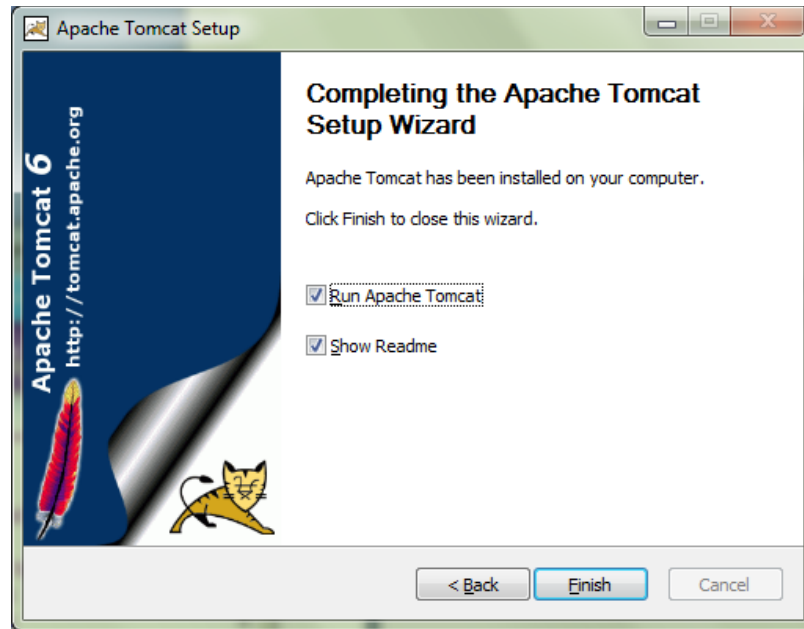 Apache Tomcat Setup
Apache Tomcat 6
http://tomcat.apache.org
Completing the Apache Tomcat
Setup Wizard
Apache Tomcat has been installed on your computer.
Click Finish to close this wizard.
Run Apache Tomcat
Show Readme
< Back Finish Cancel